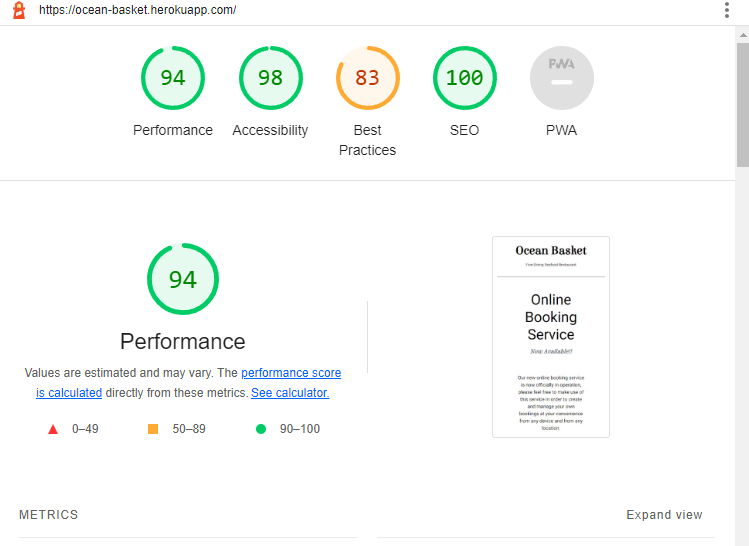 https://ocean-basket.herokuapp.com/
94
98
83
100
PWA
Performance
Accessibility
Best
Practices
SEO
PWA
94
Performance
Values are estimated and may vary. The performance score
is calculated directly from these metrics. See calculator.
0–49
50–89
90–100
Ocean Basket
Fine Dining Seafood Restaurant
Online
Booking
Service
Now Available!!
Our new online booking service
is now officially in operation,
please feel free to make use of
this service in order to create
and manage your own
bookings at your convenience
from any device and from any
location.
METRICS
Expand view